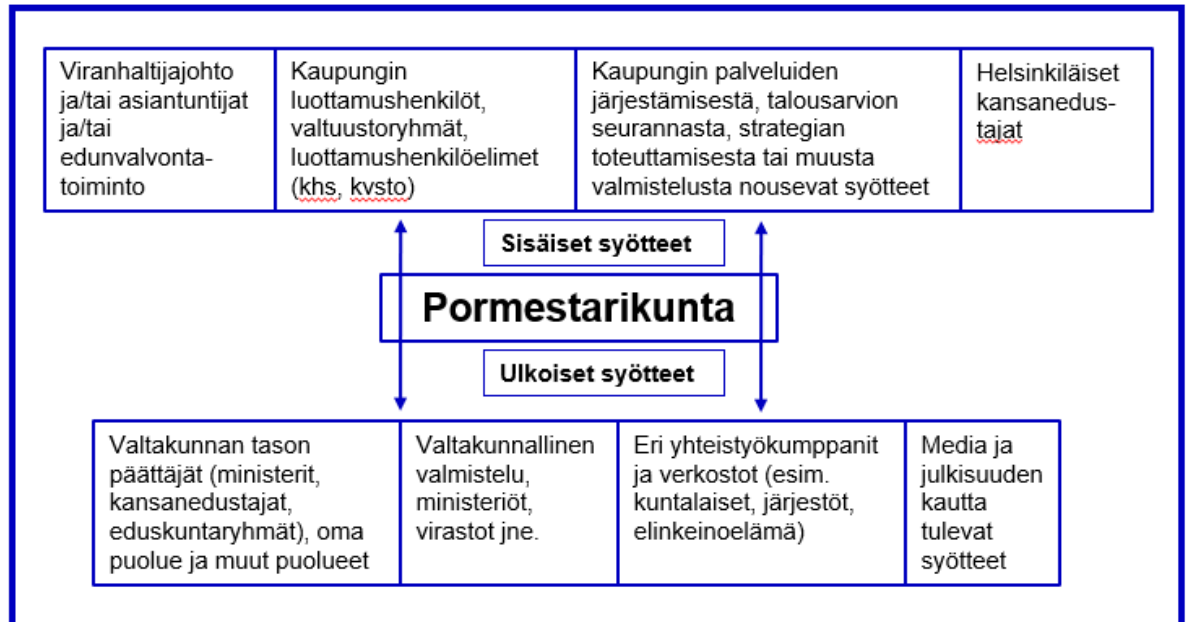 Viranhaltijajohto
ja/tai asiantuntijat
ja/tai
edunvalvonta-
toiminto
Kaupungin
luottamushenkilöt,
valtuustoryhmät,
luottamushenkilöelimet
(khs, kvsto)
Kaupungin palveluiden
järjestämisestä, talousarvion
seurannasta, strategian
toteuttamisesta tai muusta
valmistelusta nousevat syötteet
Helsinkiläiset
kansanedus-
tajat
Sisäiset syötteet
Pormestarikunta
Ulkoiset syötteet
Valtakunnan tason
päättäjät (ministerit,
kansanedustajat,
eduskuntaryhmät), oma
puolue ja muut puolueet
Valtakunnallinen
valmistelu,
ministeriöt,
virastot jne.
Eri yhteistyökumppanit
ja verkostot (esim.
kuntalaiset, järjestöt,
elinkeinoelämä)
Media ja
julkisuuden
kautta
tulevat
syötteet